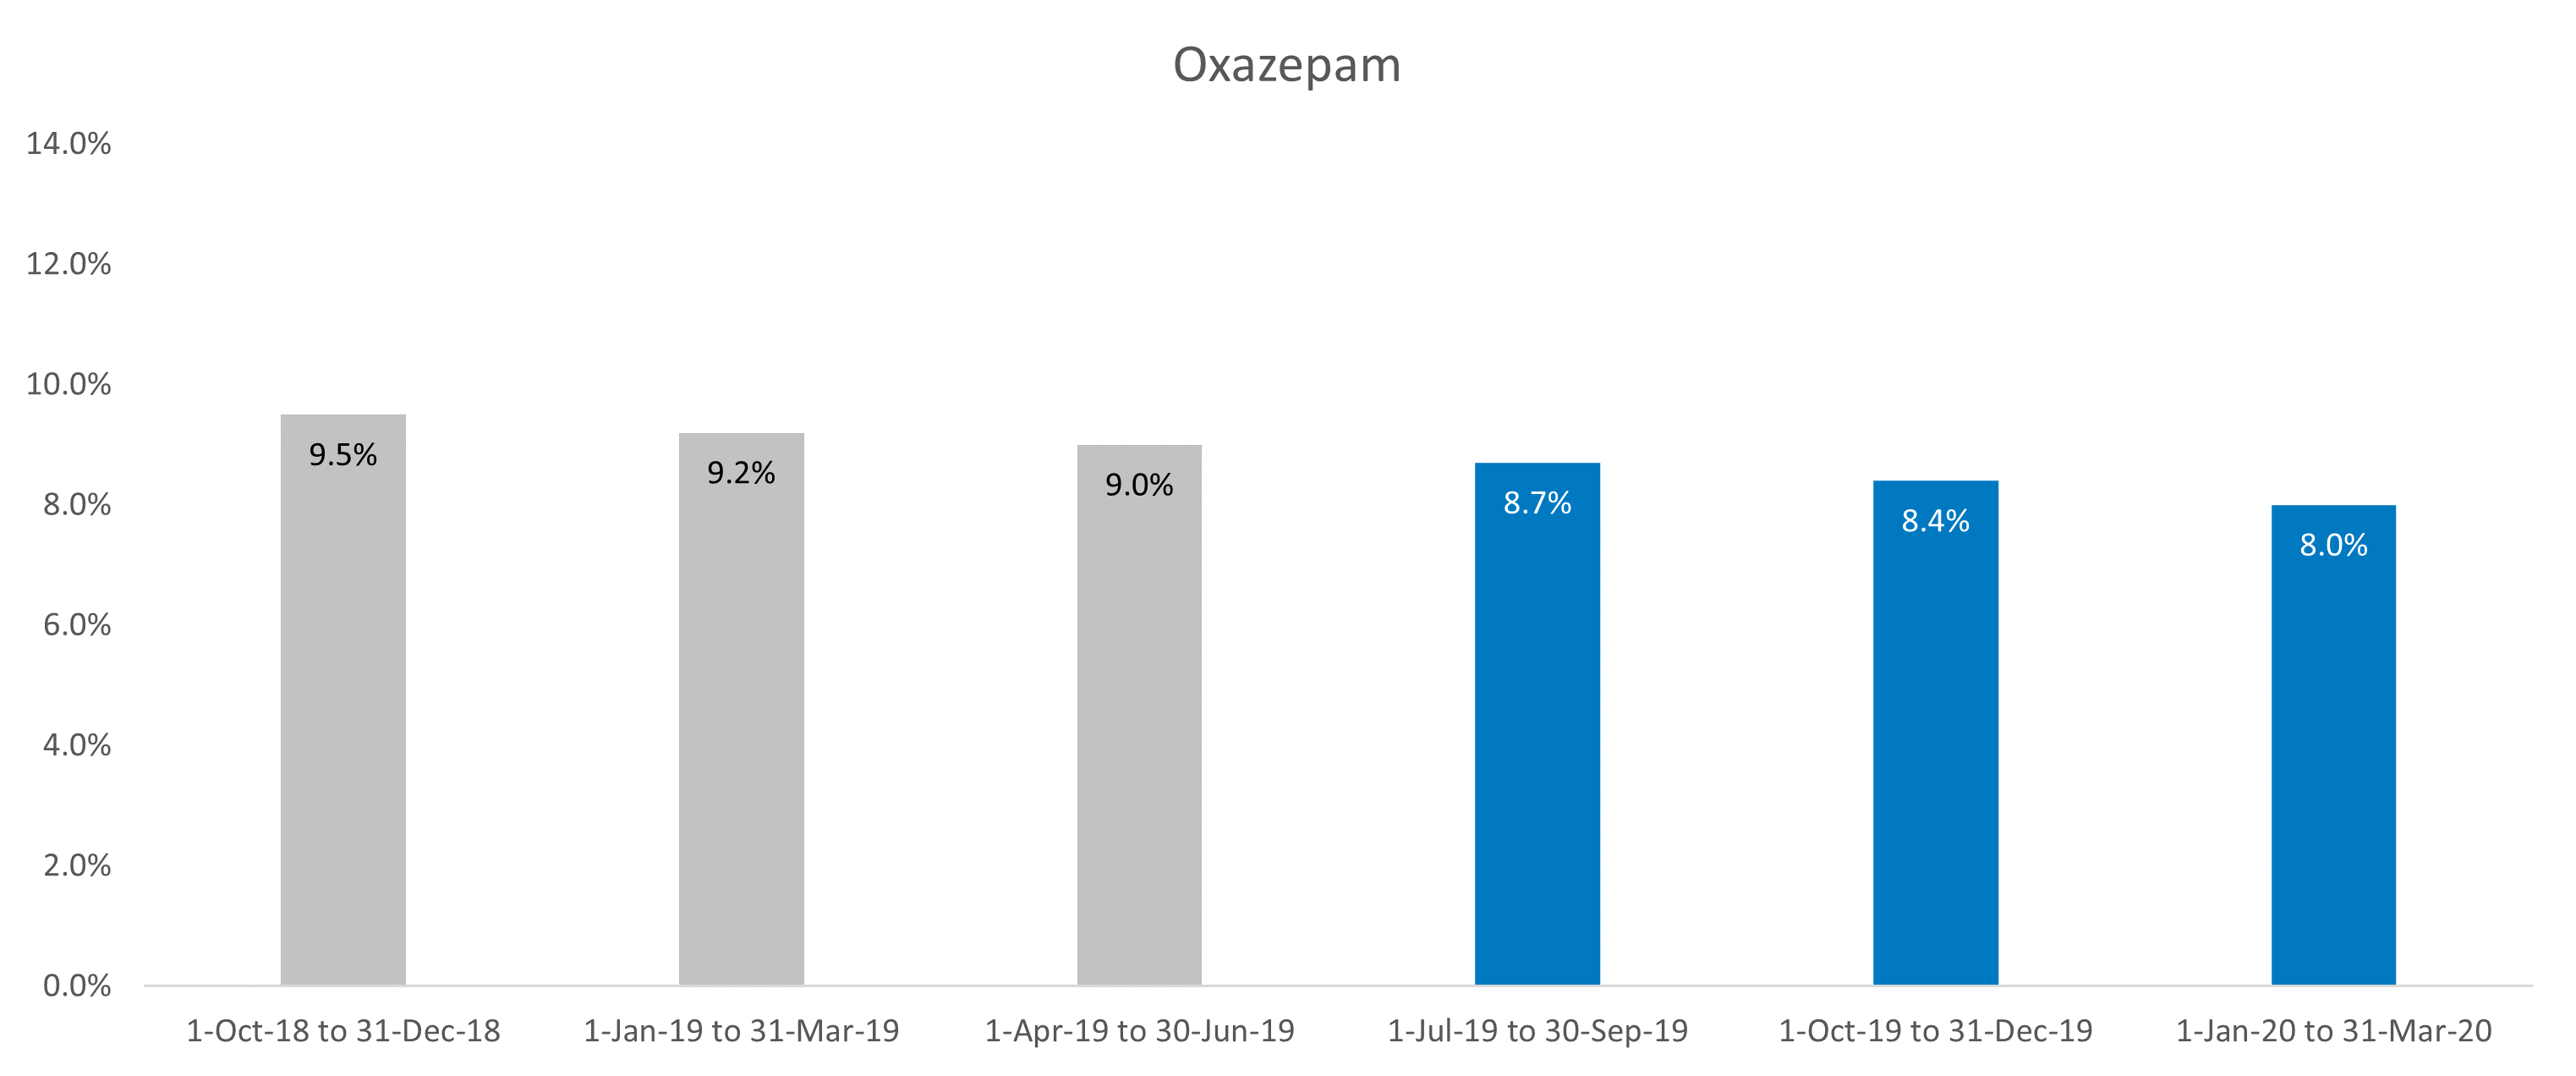 Oxazepam
14.0%
12.0%
10.0%
8.0%
6.0%
4.0%
2.0%
0.0%
9.5%
9.2%
9.0%
8.7%
8.4%
8.0%
1-Oct-18 to 31-Dec-18
1-Jan-19 to 31-Mar-19
1-Apr-19 to 30-Jun-19
1-Jul-19 to 30-Sep-19
1-Oct-19 to 31-Dec-19
1-Jan-20 to 31-Mar-20